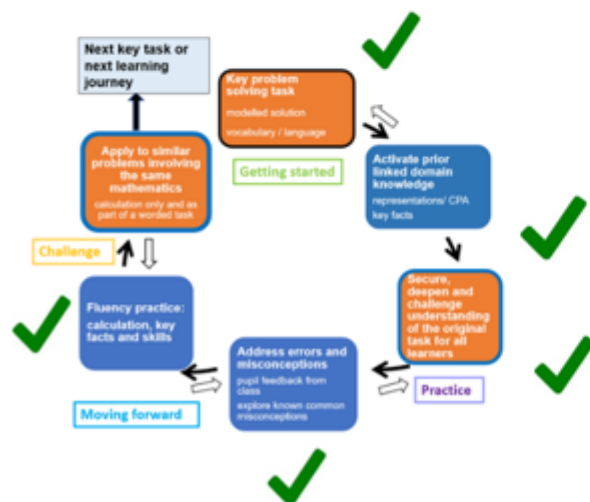 Next key task or
next learning
journey
Key problem
solving task
modelled solution
vocabulary / language
Getting started
Activate prior
linked domain
knowledge
representations/ CPA
key facts
Secure,
deepen and
challenge
understanding
of the original
task for all
learners
Practice
Address errors and
misconceptions
pupil feedback from
class
explore known common
misconceptions
Moving forward
Fluency practice:
calculation, key
facts and skills
Challenge
Apply to similar
problems involving
the same
mathematics
calculation only and as
part of a worded task